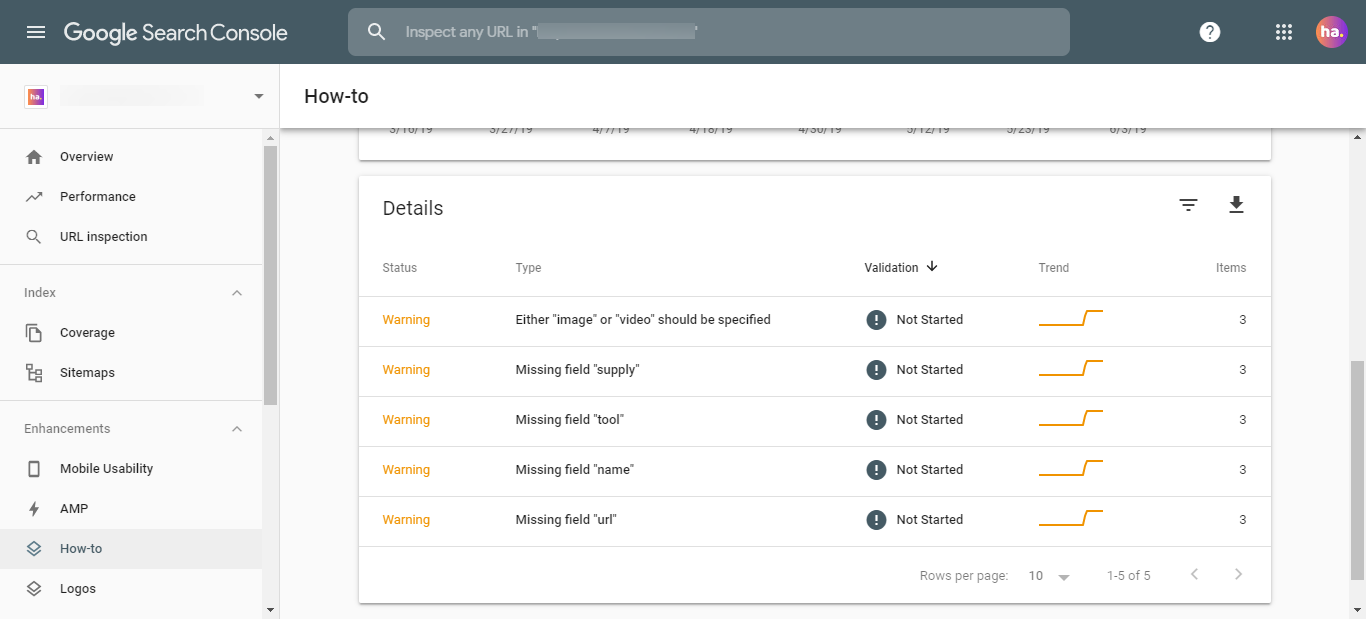 Google Search Console
Inspect any URL in "
ha.
ha.
How-to
Overview
Performance
URL inspection
Index
Coverage
Sitemaps
Enhancements
Mobile Usability
AMP
How-to
Logos
3/16/19 3/27/19 4/7/19 4/18/19 4/30/19 5/12/19 5/23/19 6/3/19
Details
Status Type Validation Trend Items
Warning Either "image" or "video" should be specified Not Started 3
Warning Missing field "supply" Not Started 3
Warning Missing field "tool" Not Started 3
Warning Missing field "name" Not Started 3
Warning Missing field "url" Not Started 3
Rows per page: 10 1-5 of 5